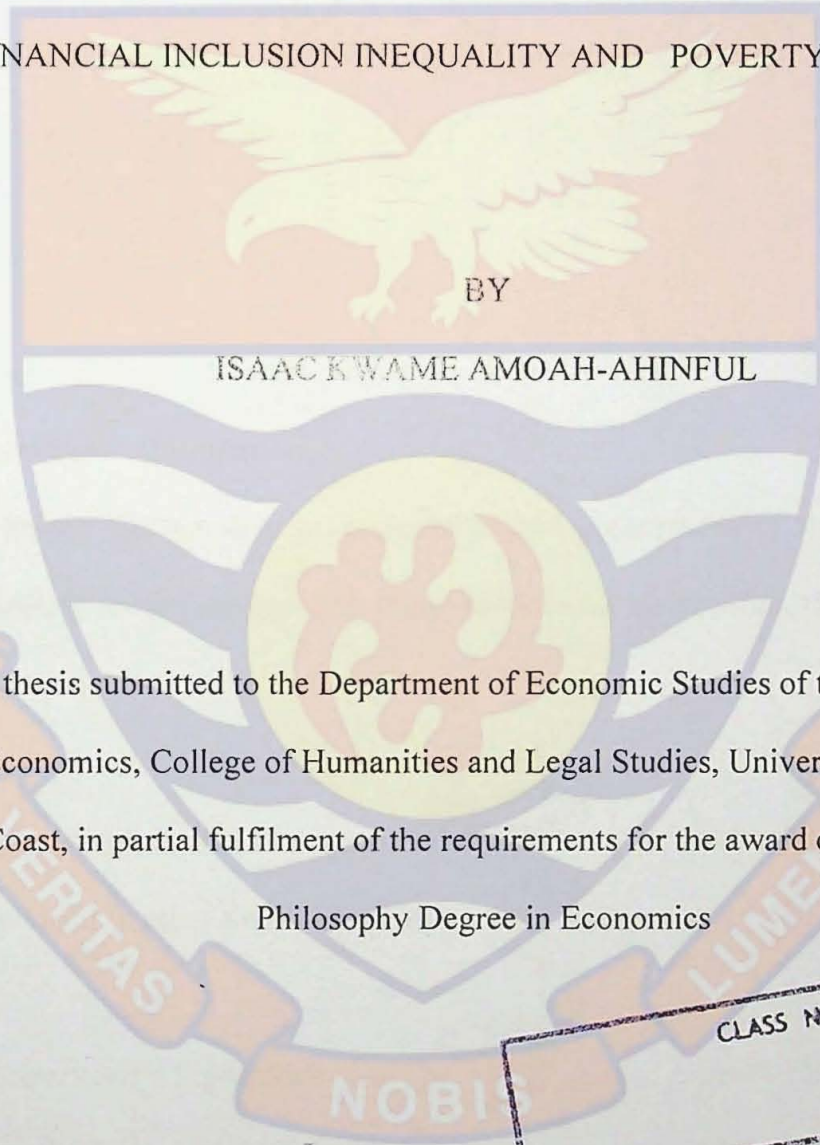 NANCIAL INCLUSION INEQUALITY AND POVERTY
BY
ISAAC KWAME AMOAH-AHINFUL
thesis submitted to the Department of Economic Studies of t
conomics, College of Humanities and Legal Studies, Univer
Coast, in partial fulfilment of the requirements for the award
Philosophy Degree in Economics
VERITAS
NOBIS
LUMEN
CLASS N